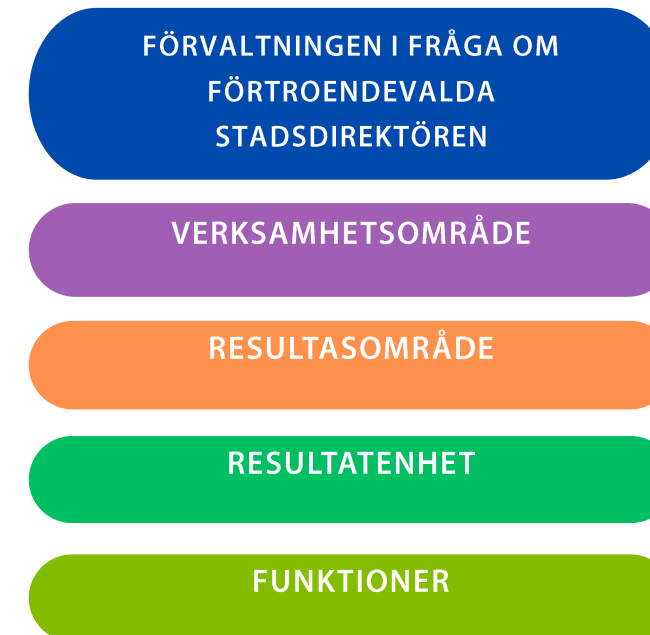 FÖRVALTNINGEN I FRÅGA OM
FÖRTROENDEVALDA
STADSDIREKTÖREN
VERKSAMHETSOMRÅDE
RESULTASOMRÅDE
RESULTATENHET
FUNKTIONER